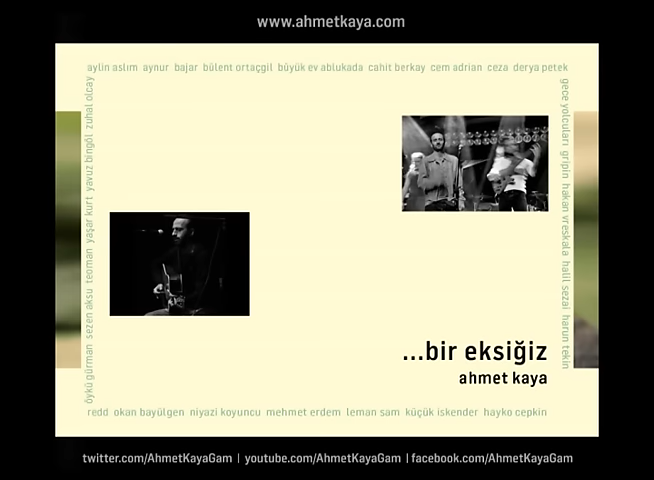 www.ahmetkaya.com
aylin aslım aynur bajar bülent ortaçgil büyük ev ablukada cahit berkay cem adrian ceza derya petek
gece yolcuları gripin hakan vreskala halil sezai harun tekin
öykü gürman sezen aksu teoman yaşar kurt yavuz bingöl zuhal olcay
...bir eksiğiz
ahmet kaya
redd okan bayülgen niyazi koyuncu mehmet erdem leman sam küçük iskender hayko cepkin
twitter.com/AhmetKayaGam | youtube.com/AhmetKayaGam | facebook.com/AhmetKayaGam